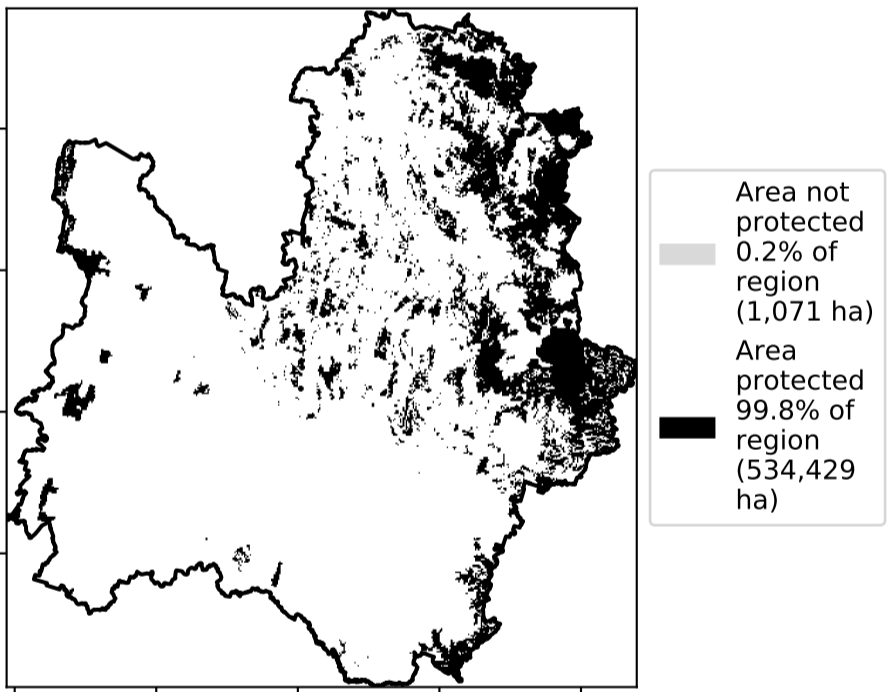 Area not
protected
0.2% of
region
(1,071 ha)
Area
protected
99.8% of
region
(534,429
ha)